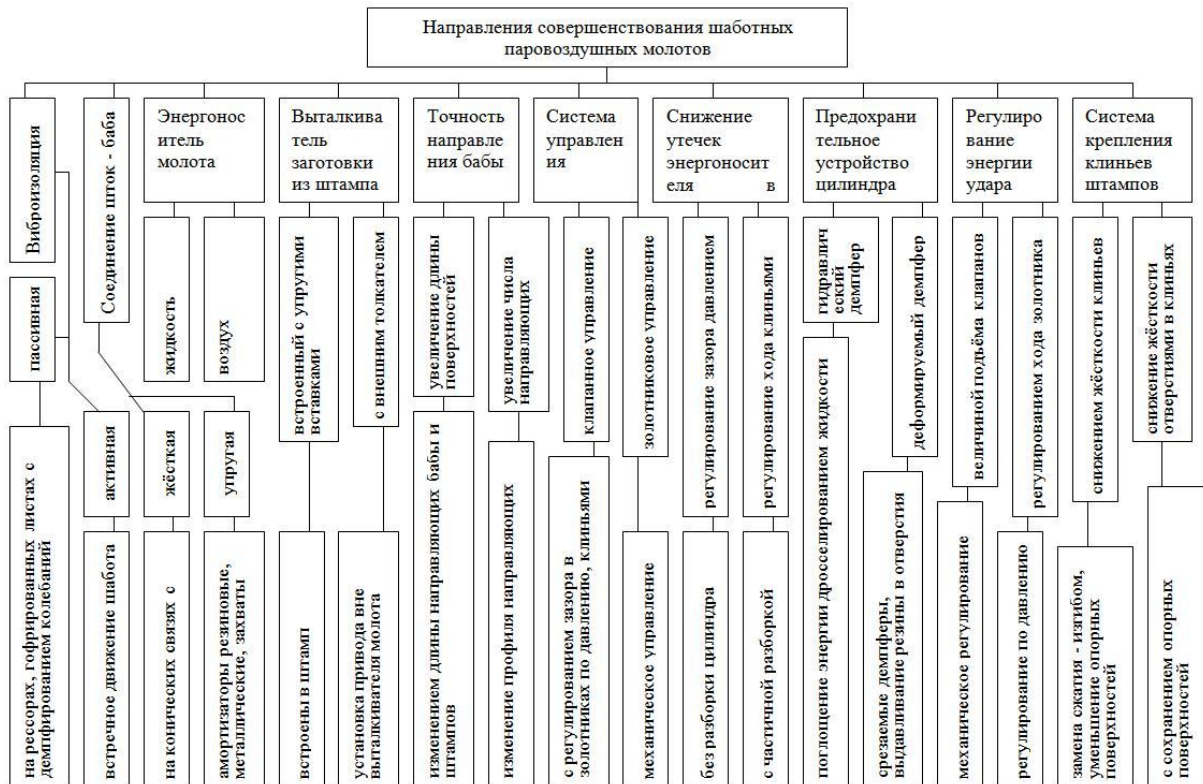 Направления совершенствования шаботных
паровоздушных молотов
Виброизоляция
Соединение шток - баба
Энергонос
итель
молота
Выталкива
тель
заготовки
из штампа
Точность
направле
ния бабы
Система
управлен
ия
Снижение
утечек
энергоносит
еля в
Предохрани
тельное
устройство
цилиндра
Регулиро
вание
энергии
удара
Система
крепления
клиньев
штампов
пассивная
жидкость
воздух
встроенный с упругими
вставками
с внешним толкателем
увеличение длины
поверхностей
увеличение числа
направляющих
клапанное управление
золотниковое управление
регулирование зазора давлением
регулирование хода клиньями
гидравлич
еский
демпфер
деформируемый демпфер
величиной подъёма клапанов
регулированием хода золотника
снижением жёсткости клиньев
снижение жёсткости
отверстиями в клиньях
активная
жёсткая
упругая
на рессорах, гофрированных листах с
демпфированием колебаний
встречное движение шабота
на конических связях с
амортизаторы резиновые,
металлические, захваты
встроены в штамп
установка привода вне
выталкивателя молота
изменением длины направляющих бабы и
штампов
изменение профиля направляющих
с регулированием зазора в
золотниках по давлению, клиньями
механическое управление
без разборки цилиндра
с частичной разборкой
поглощение энергии дросселированием жидкости
срезаемые демпферы,
выдавливание резины в отверстия
механическое регулирование
регулирование по давлению
замена сжатия - изгибом,
уменьшение опорных
поверхностей
с сохранением опорных
поверхностей